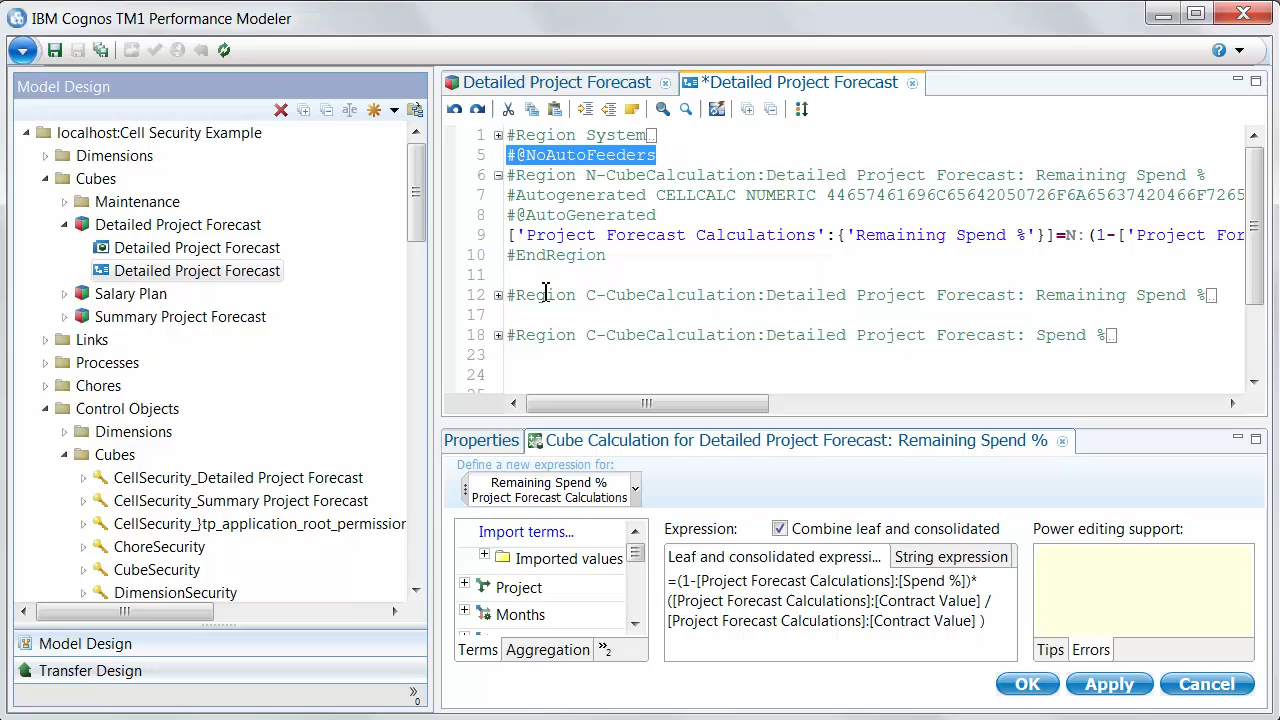 IBM Cognos TM1 Performance Modeler
?
Model Design
localhost:Cell Security Example
Dimensions
Cubes
Maintenance
Detailed Project Forecast
Detailed Project Forecast
Detailed Project Forecast
Salary Plan
Summary Project Forecast
Links
Processes
Chores
Control Objects
Dimensions
Cubes
CellSecurity_Detailed Project Forecast
CellSecurity_Summary Project Forecast
CellSecurity_}tp_application_root_permission
ChoreSecurity
CubeSecurity
DimensionSecurity
Model Design
Transfer Design
»0
Detailed Project Forecast
*Detailed Project Forecast
1 #Region System
5 #@NoAutoFeeders
6 #Region N-CubeCalculation:Detailed Project Forecast: Remaining Spend %
7 #Autogenerated CELLCALC NUMERIC 44657461696C65642050726F6A65637420466F7265
8 #@AutoGenerated
9 ['Project Forecast Calculations':{'Remaining Spend %'}]=N:(1-['Project For
10 #EndRegion
11
12 #Region C-CubeCalculation:Detailed Project Forecast: Remaining Spend %
17
18 #Region C-CubeCalculation:Detailed Project Forecast: Spend %
23
24
Properties
Cube Calculation for Detailed Project Forecast: Remaining Spend %
Define a new expression for:
Remaining Spend %
Project Forecast Calculations
Import terms...
Imported values
Project
Months
Terms
Aggregation
»2
Expression:
Combine leaf and consolidated
Leaf and consolidated expressi...
String expression
=(1-[Project Forecast Calculations]:[Spend %])*
([Project Forecast Calculations]:[Contract Value] /
[Project Forecast Calculations]:[Contract Value] )
Power editing support:
Tips
Errors
OK
Apply
Cancel